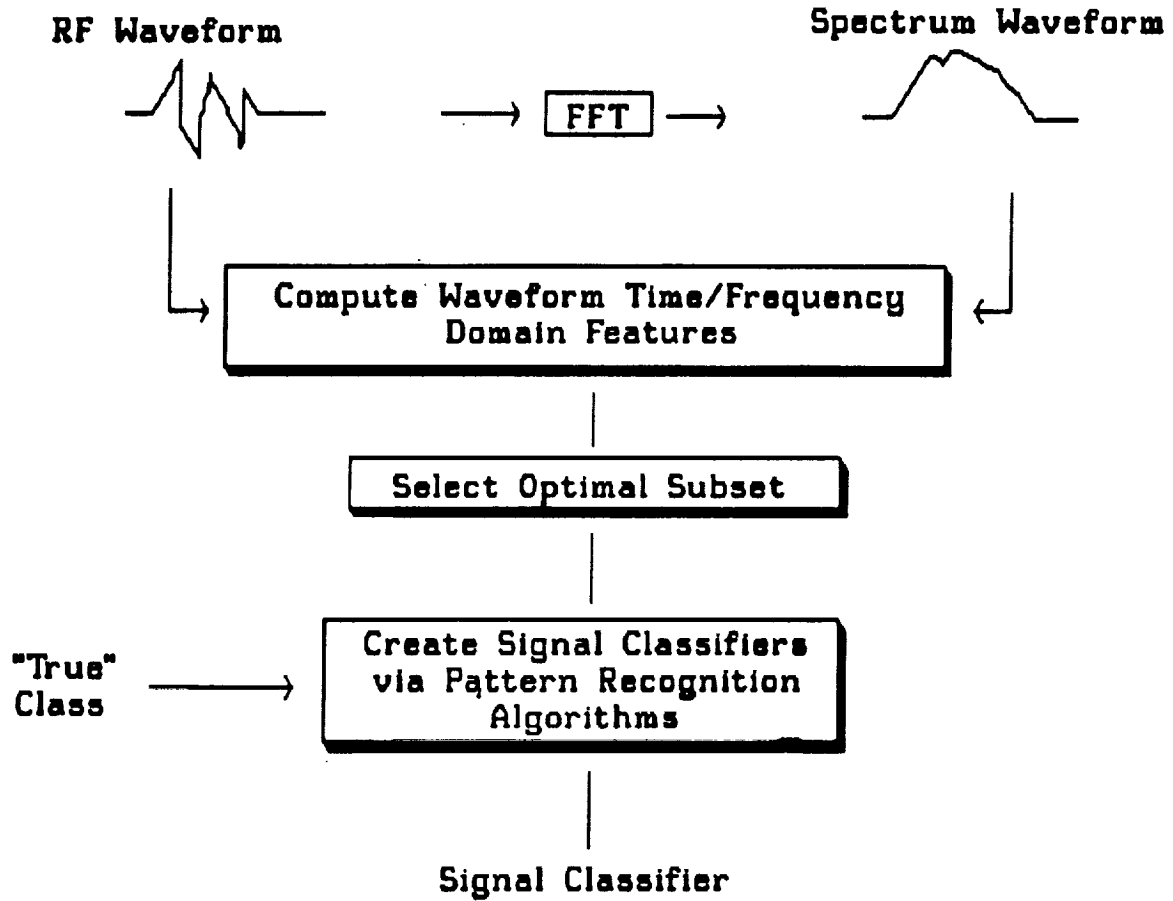 RF Waveform
Spectrum Waveform
FFT
Compute Waveform Time/Frequency
Domain Features
Select Optimal Subset
"True"
Class
Create Signal Classifiers
via Pattern Recognition
Algorithms
Signal Classifier